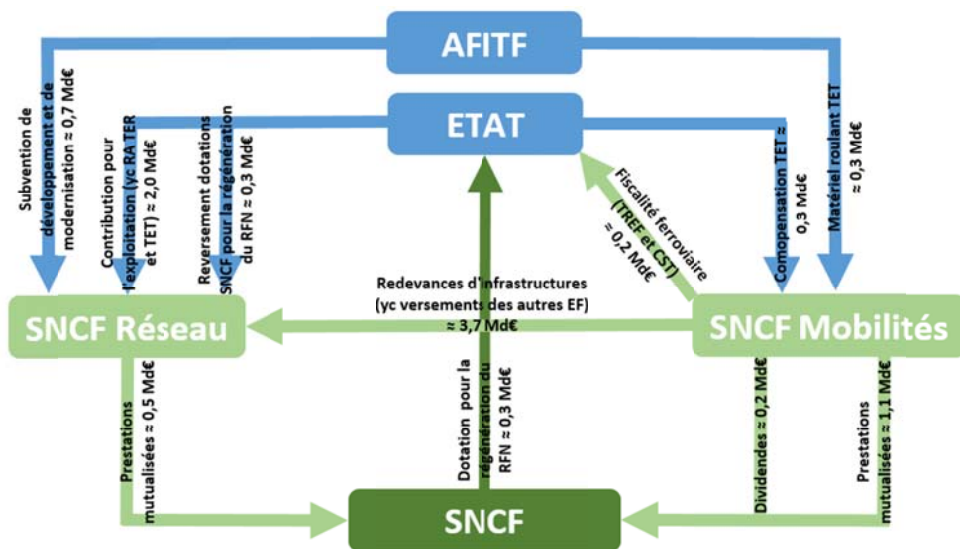 AFITF
ETAT
Subvention de
développement et de
modernisation ≈ 0,7 Md€
Contribution pour
l'exploitation (yc RATER
et TET) ≈ 2,0 Md€
Reversement dotations
SNCF pour la régénération
du RFN ≈ 0,3 Md€
Fiscalité ferroviaire
(TREF et CST)
≈ 0,2 Md€
Comopensation TET ≈
0,3 Md€
Matériel roulant TET
≈ 0,3 Md€
Redevances d'infrastructures
(yc versements des autres EF)
≈ 3,7 Md€
SNCF Réseau
SNCF Mobilités
Prestations
mutualisées ≈ 0,5 Md€
Dotation pour la
régénération du
RFN ≈ 0,3 Md€
Dividendes ≈ 0,2 Md€
Prestations
mutualisées ≈ 1,1 Md€
SNCF